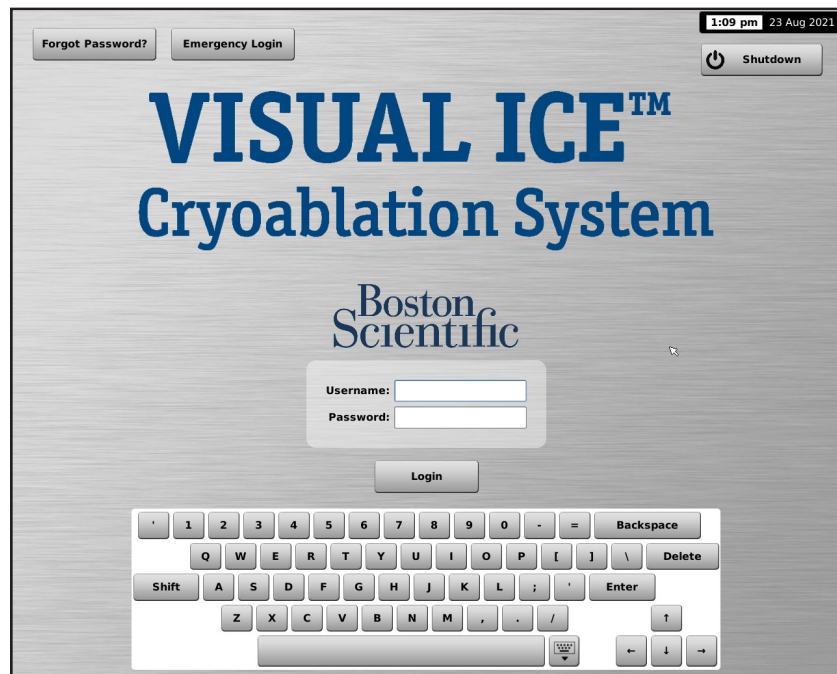 1:09 pm 23 Aug 2021
Forgot Password? Emergency Login
Shutdown
VISUAL ICE™
Cryoablation System
Boston
Scientific
Username:
Password:
Login
' 1 2 3 4 5 6 7 8 9 0 - = Backspace
Q W E R T Y U I O P [ ] \ Delete
Shift A S D F G H J K L ; ' Enter
Z X C V B N M , . / ↑
← ↓ →